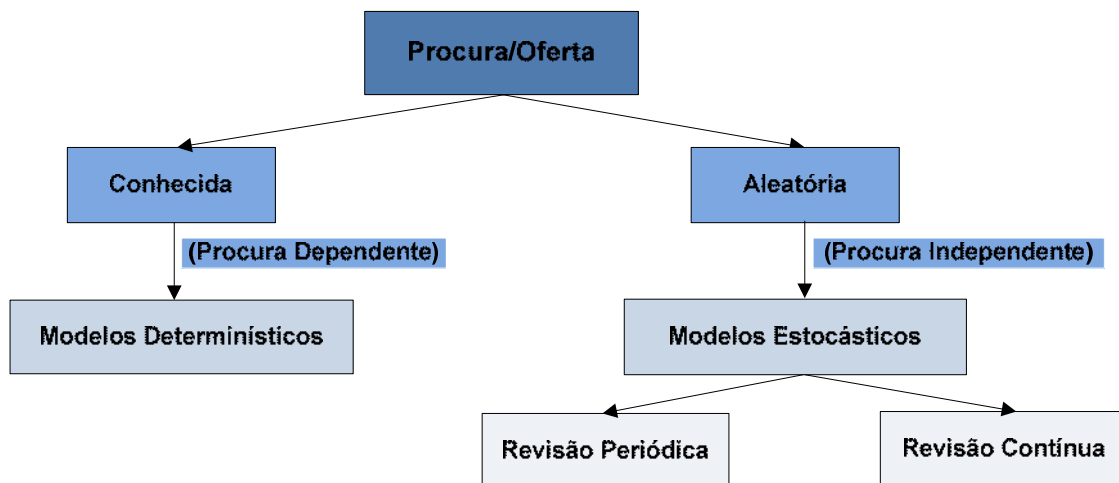 Procura/Oferta
Conhecida
Aleatória
(Procura Dependente)
(Procura Independente)
Modelos Determinísticos
Modelos Estocásticos
Revisão Periódica
Revisão Contínua